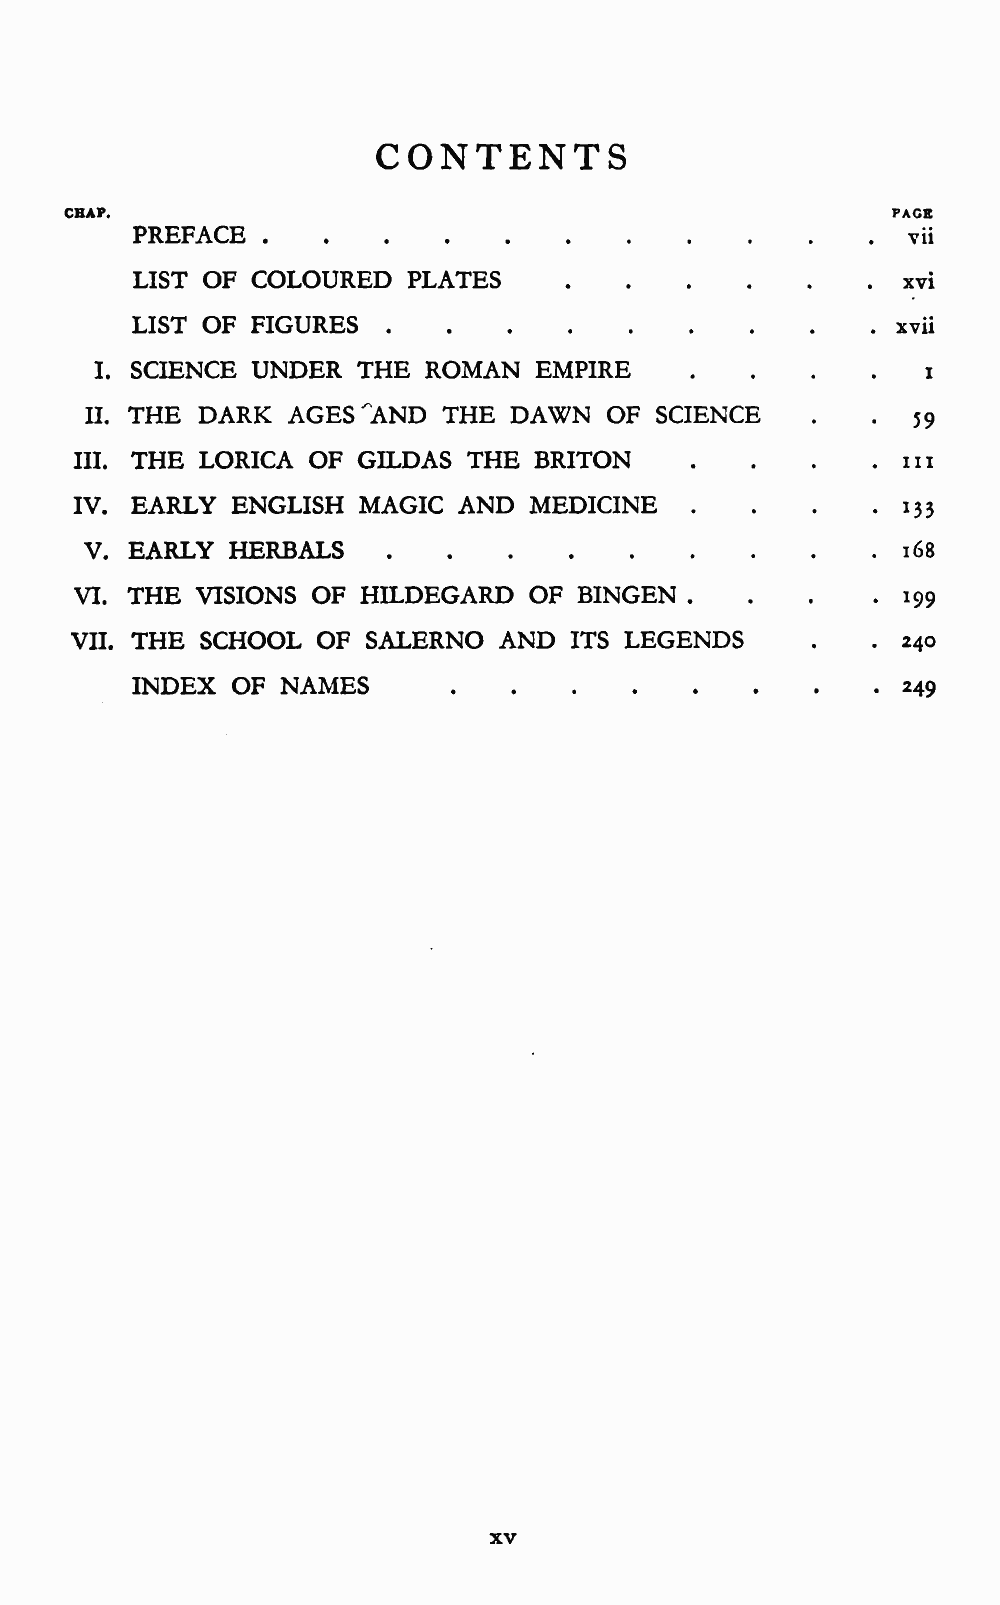 CONTENTS
CHAP. PAGE
PREFACE . . . . . . . . . . . vii
LIST OF COLOURED PLATES . . . . . . xvi
LIST OF FIGURES . . . . . . . . . xvii
I. SCIENCE UNDER THE ROMAN EMPIRE . . . . 1
II. THE DARK AGES AND THE DAWN OF SCIENCE . . 59
III. THE LORICA OF GILDAS THE BRITON . . . . 111
IV. EARLY ENGLISH MAGIC AND MEDICINE . . . . 133
V. EARLY HERBALS . . . . . . . . . 168
VI. THE VISIONS OF HILDEGARD OF BINGEN . . . . 199
VII. THE SCHOOL OF SALERNO AND ITS LEGENDS . . 240
INDEX OF NAMES . . . . . . . . 249
xv